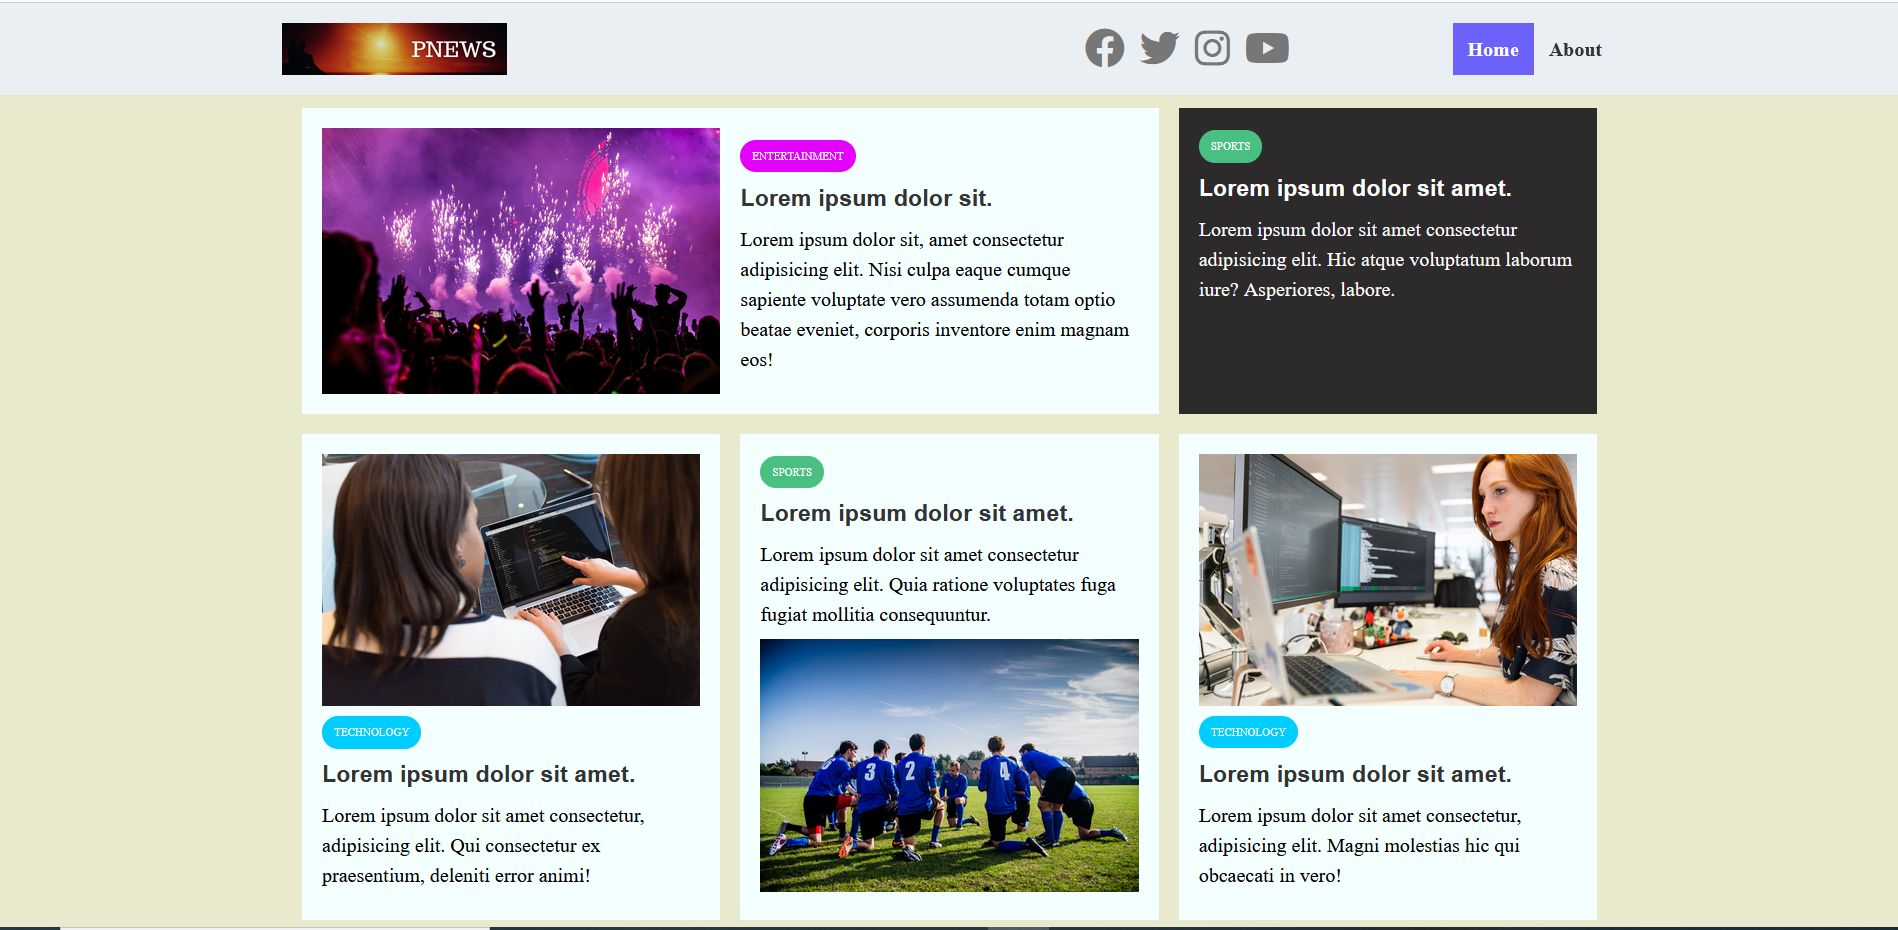 PNEWS
Home
About
ENTERTAINMENT
Lorem ipsum dolor sit.
Lorem ipsum dolor sit, amet consectetur
adipisicing elit. Nisi culpa eaque cumque
sapiente voluptate vero assumenda totam optio
beatae eveniet, corporis inventore enim magnam
eos!
SPORTS
Lorem ipsum dolor sit amet.
Lorem ipsum dolor sit amet consectetur
adipisicing elit. Hic atque voluptatum laborum
iure? Asperiores, labore.
TECHNOLOGY
Lorem ipsum dolor sit amet.
Lorem ipsum dolor sit amet consectetur,
adipisicing elit. Qui consectetur ex
praesentium, deleniti error animi!
SPORTS
Lorem ipsum dolor sit amet.
Lorem ipsum dolor sit amet consectetur
adipisicing elit. Quia ratione voluptates fuga
fugiat mollitia consequuntur.
3
2
4
TECHNOLOGY
Lorem ipsum dolor sit amet.
Lorem ipsum dolor sit amet consectetur,
adipisicing elit. Magni molestias hic qui
obcaecati in vero!